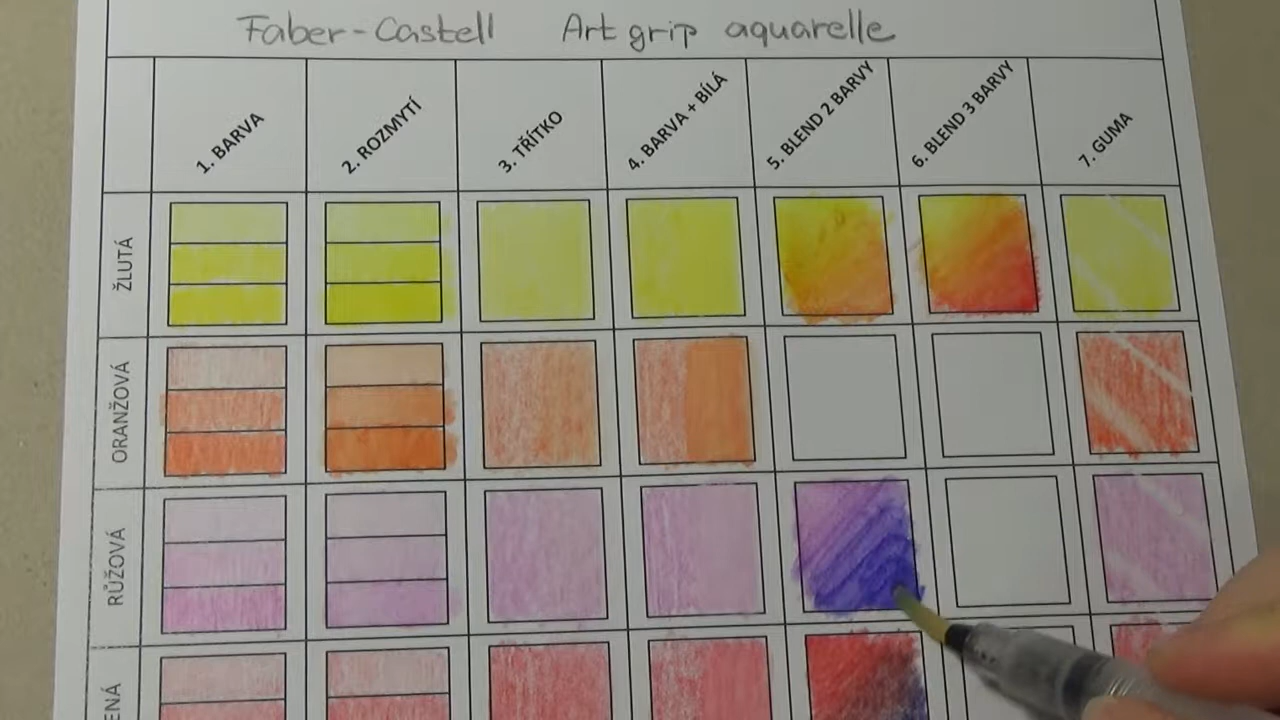 Faber-Castell Art grip aquarelle
1. BARVA
2. ROZMYTÍ
3. TŘÍTKO
4. BARVA + BÍLÁ
5. BLEND 2 BARVY
6. BLEND 3 BARVY
7. GUMA
ŽLUTÁ
ORANŽOVÁ
RŮŽOVÁ